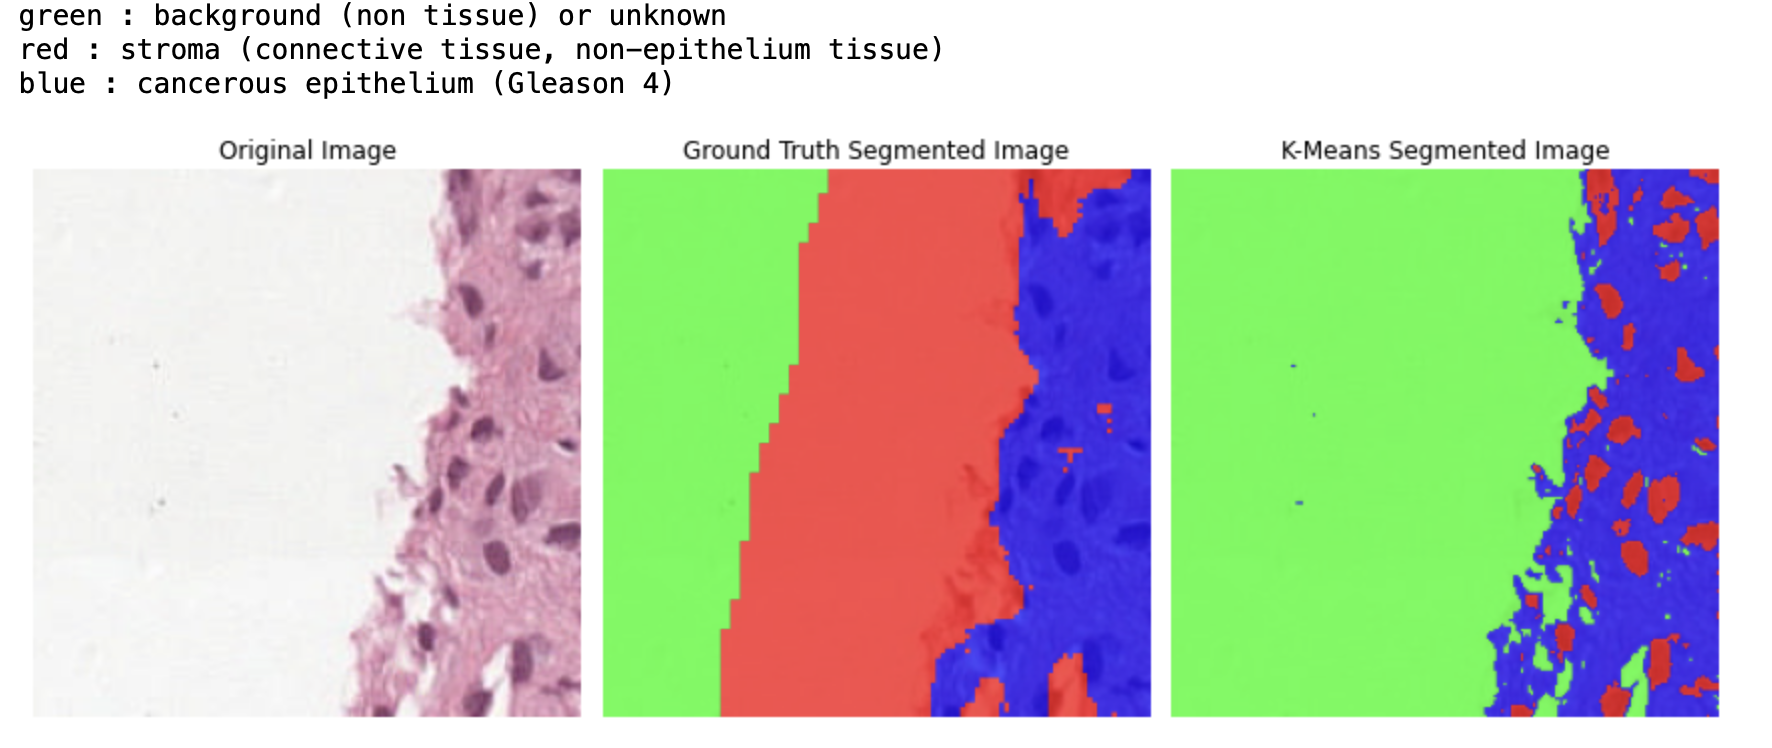 green : background (non tissue) or unknown
red : stroma (connective tissue, non-epithelium tissue)
blue : cancerous epithelium (Gleason 4)
Original Image
Ground Truth Segmented Image
K-Means Segmented Image